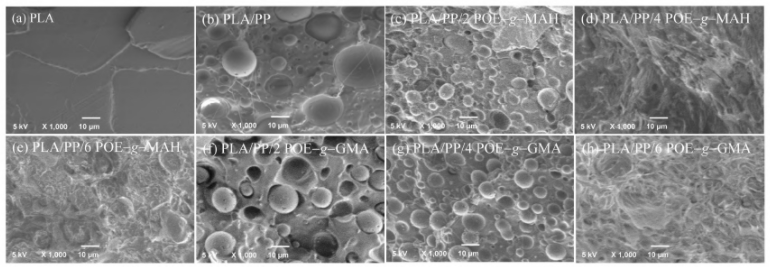 (a) PLA
5 kV X 1,000 10 μm
(b) PLA/PP
5 kV X 1,000 10 μm
(c) PLA/PP/2 POE–g–MAH
5 kV X 1,000 10 μm
(d) PLA/PP/4 POE–g–MAH
5 kV X 1,000 10 μm
(e) PLA/PP/6 POE–g–MAH
5 kV X 1,000 10 μm
(f) PLA/PP/2 POE–g–GMA
5 kV X 1,000 10 μm
(g) PLA/PP/4 POE–g–GMA
5 kV X 1,000 10 μm
(h) PLA/PP/6 POE–g–GMA
5 kV X 1,000 10 μm